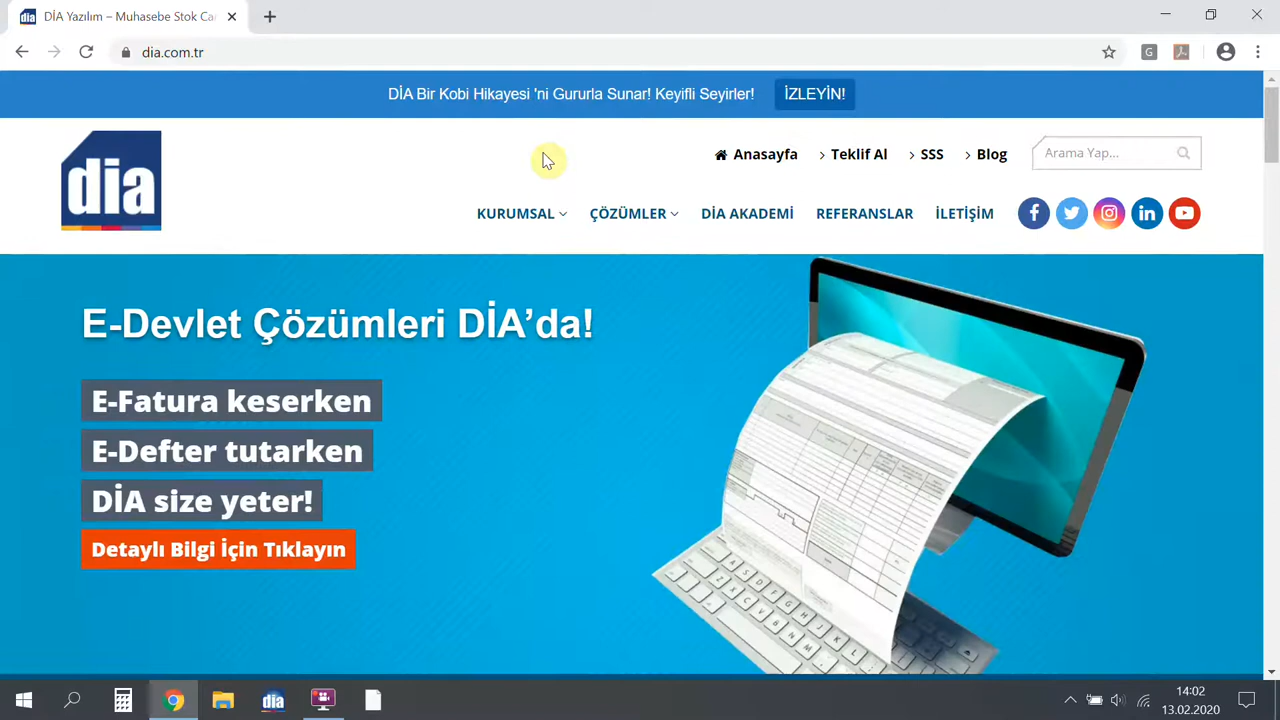 DİA Yazılım – Muhasebe Stok Ca
dia.com.tr
DİA Bir Kobi Hikayesi 'ni Gururla Sunar! Keyifli Seyirler!
İZLEYİN!
dia
Anasayfa
Teklif Al
SSS
Blog
Arama Yap...
KURUMSAL
ÇÖZÜMLER
DİA AKADEMİ
REFERANSLAR
İLETİŞİM
E-Devlet Çözümleri DİA'da!
E-Fatura keserken
E-Defter tutarken
DİA size yeter!
Detaylı Bilgi İçin Tıklayın
dia
14:02
13.02.2020